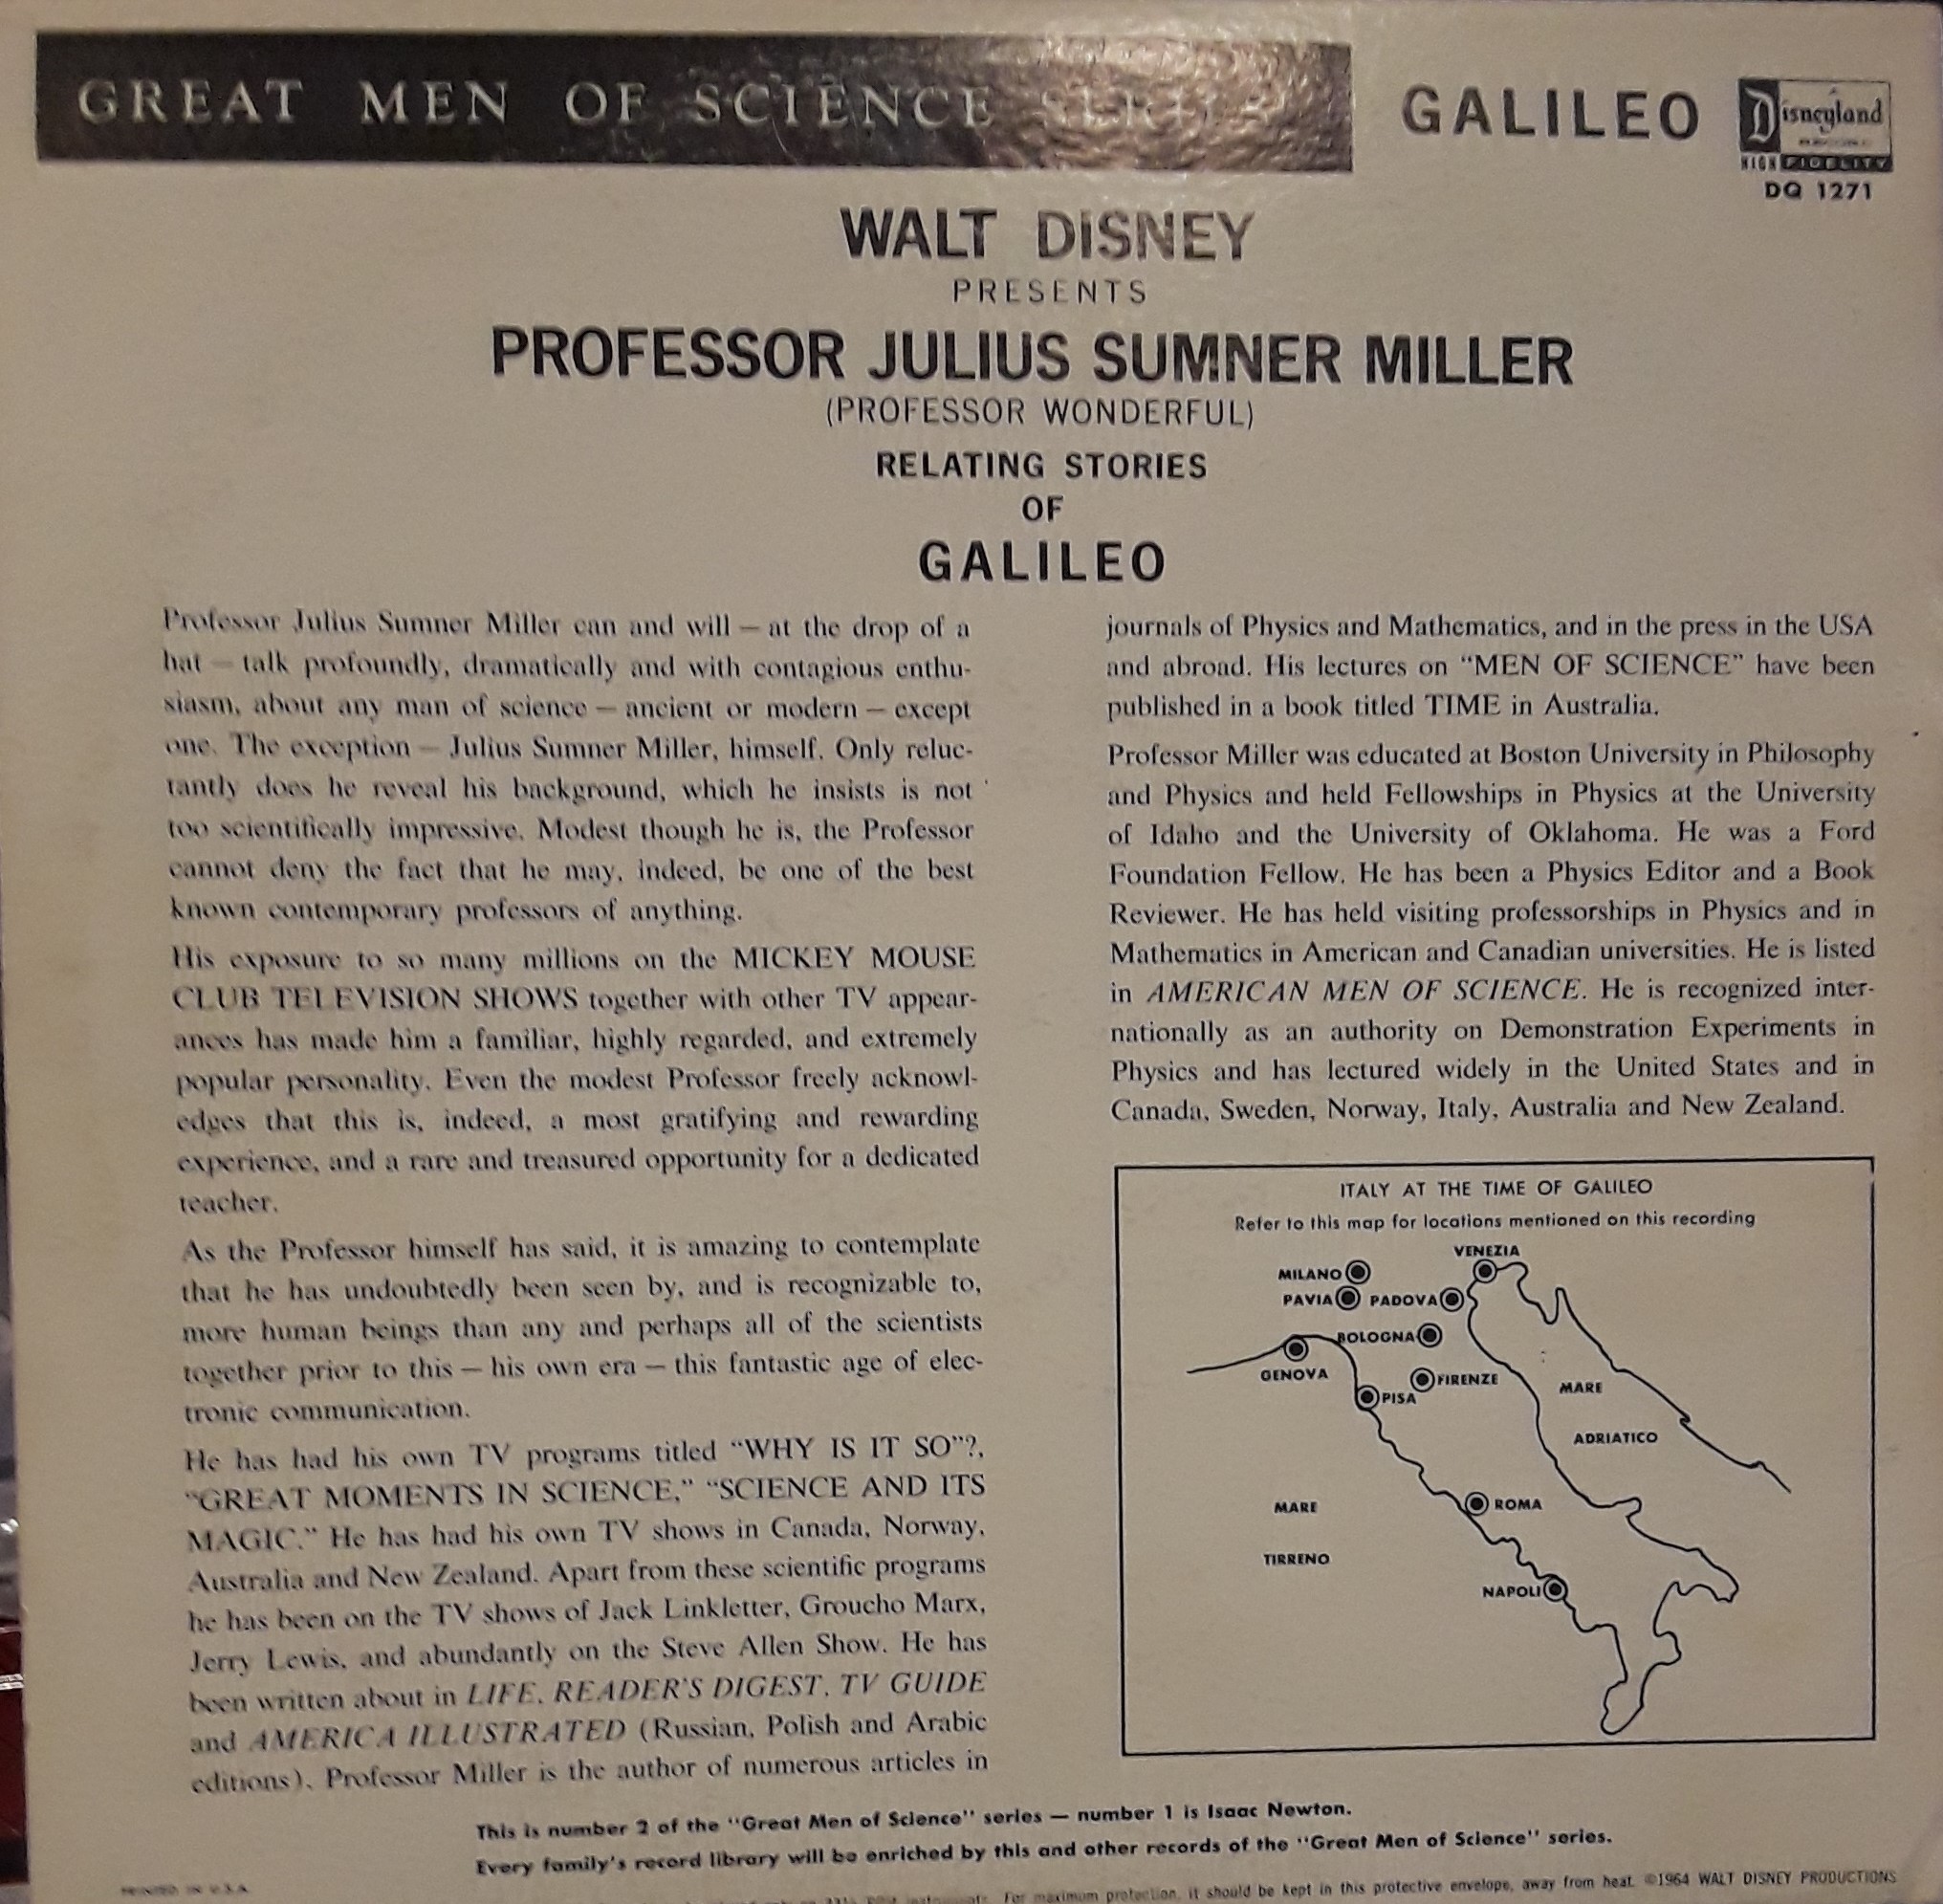 GREAT MEN OF SCIENCE SERIES
GALILEO
Disneyland
HIGH FIDELITY
DQ 1271
WALT DISNEY
PRESENTS
PROFESSOR JULIUS SUMNER MILLER
(PROFESSOR WONDERFUL)
RELATING STORIES
OF
GALILEO
Professor Julius Sumner Miller can and will — at the drop of a
hat — talk profoundly, dramatically and with contagious enthu-
siasm, about any man of science — ancient or modern — except
one. The exception — Julius Sumner Miller, himself. Only reluc-
tantly does he reveal his background, which he insists is not
too scientifically impressive. Modest though he is, the Professor
cannot deny the fact that he may, indeed, be one of the best
known contemporary professors of anything.
His exposure to so many millions on the MICKEY MOUSE
CLUB TELEVISION SHOWS together with other TV appear-
ances has made him a familiar, highly regarded, and extremely
popular personality. Even the modest Professor freely acknowl-
edges that this is, indeed, a most gratifying and rewarding
experience, and a rare and treasured opportunity for a dedicated
teacher.
As the Professor himself has said, it is amazing to contemplate
that he has undoubtedly been seen by, and is recognizable to,
more human beings than any and perhaps all of the scientists
together prior to this — his own era — this fantastic age of elec-
tronic communication.
He has had his own TV programs titled “WHY IS IT SO”?,
“GREAT MOMENTS IN SCIENCE,” “SCIENCE AND ITS
MAGIC.” He has had his own TV shows in Canada, Norway,
Australia and New Zealand. Apart from these scientific programs
he has been on the TV shows of Jack Linkletter, Groucho Marx,
Jerry Lewis, and abundantly on the Steve Allen Show. He has
been written about in LIFE, READER'S DIGEST, TV GUIDE
and AMERICA ILLUSTRATED (Russian, Polish and Arabic
editions). Professor Miller is the author of numerous articles in
journals of Physics and Mathematics, and in the press in the USA
and abroad. His lectures on “MEN OF SCIENCE” have been
published in a book titled TIME in Australia.
Professor Miller was educated at Boston University in Philosophy
and Physics and held Fellowships in Physics at the University
of Idaho and the University of Oklahoma. He was a Ford
Foundation Fellow. He has been a Physics Editor and a Book
Reviewer. He has held visiting professorships in Physics and in
Mathematics in American and Canadian universities. He is listed
in AMERICAN MEN OF SCIENCE. He is recognized inter-
nationally as an authority on Demonstration Experiments in
Physics and has lectured widely in the United States and in
Canada, Sweden, Norway, Italy, Australia and New Zealand.
ITALY AT THE TIME OF GALILEO
Refer to this map for locations mentioned on this recording
VENEZIA
MILANO
PAVIA PADOVA
BOLOGNA
GENOVA
FIRENZE
PISA
MARE
ADRIATICO
MARE
ROMA
TIRRENO
NAPOLI
This is number 2 of the “Great Men of Science” series — number 1 is Isaac Newton.
Every family's record library will be enriched by this and other records of the “Great Men of Science” series.
PRINTED IN U.S.A.
For maximum protection, it should be kept in this protective envelope, away from heat. ©1964 WALT DISNEY PRODUCTIONS